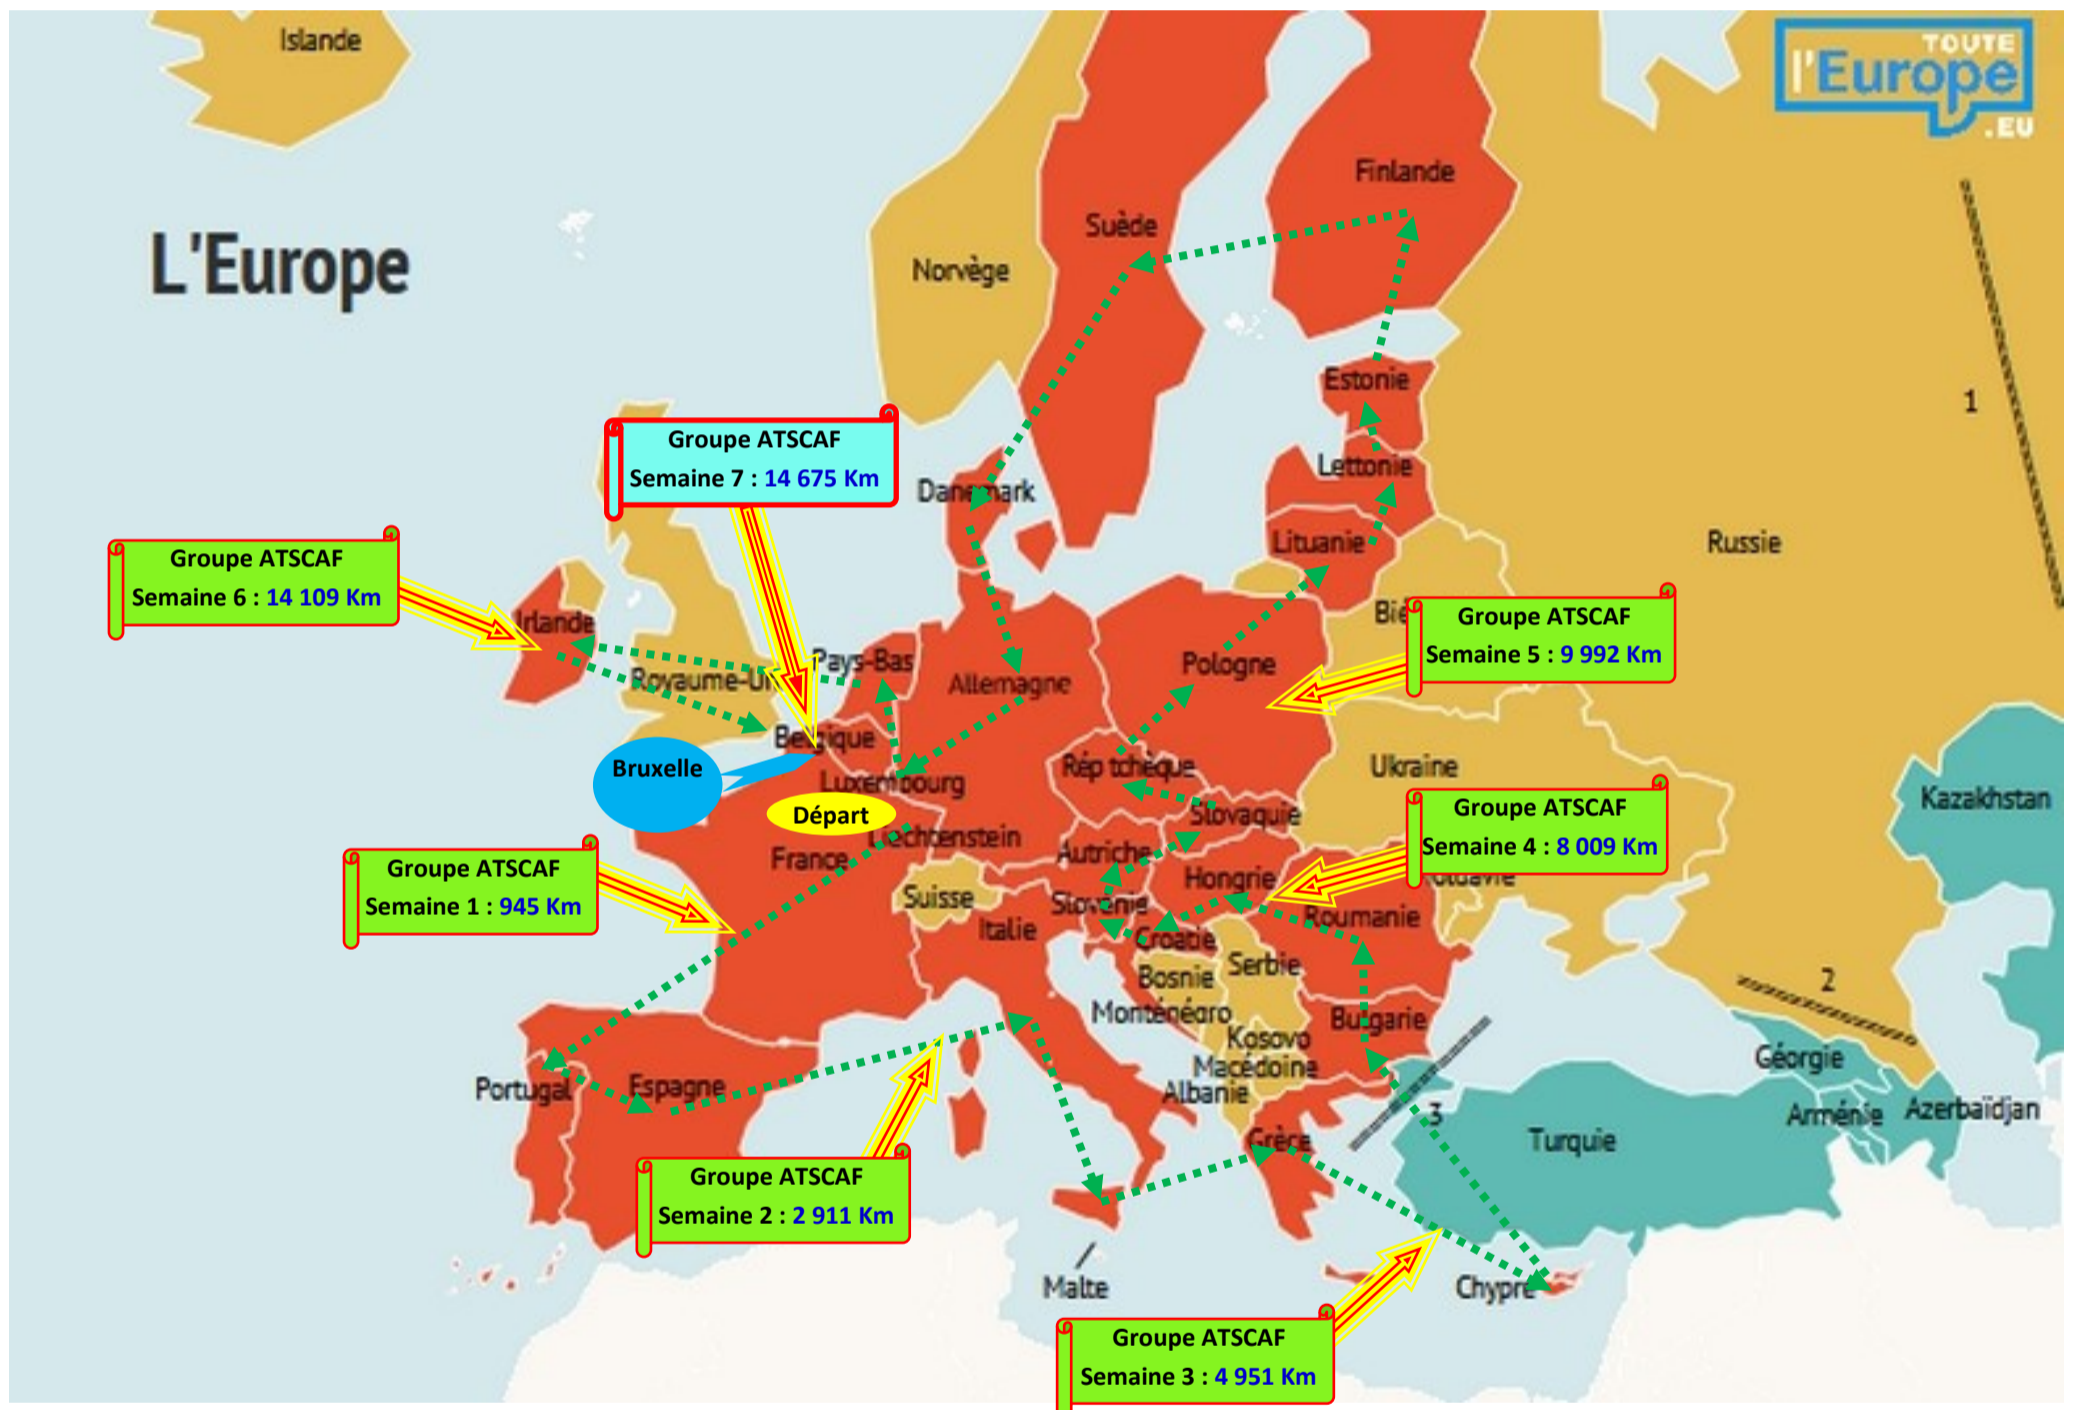 Islande
TOUTE
l'Europe
.EU
L'Europe
Finlande
Suède
Norvège
Estonie
1
Groupe ATSCAF
Semaine 7 : 14 675 Km
Lettonie
Danemark
Lituanie
Russie
Groupe ATSCAF
Semaine 6 : 14 109 Km
Irlande
Groupe ATSCAF
Semaine 5 : 9 992 Km
Pays-Bas
Royaume-Un
Allemagne
Pologne
Bié
Belgique
Bruxelle
Luxembourg
Rép tchèque
Ukraine
Kazakhstan
Départ
Slovaquie
Groupe ATSCAF
Semaine 4 : 8 009 Km
Liechtenstein
France
Autriche
Groupe ATSCAF
Semaine 1 : 945 Km
Suisse
Hongrie
Slovénie
Roumanie
Italie
Croatie
Serbie
Bosnie
2
Monténégro
Bulgarie
Kosovo
Macédoine
Géorgie
Portugal
Espagne
Albanie
3
Arménie
Azerbaïdjan
Grèce
Turquie
Groupe ATSCAF
Semaine 2 : 2 911 Km
Malte
Chypre
Groupe ATSCAF
Semaine 3 : 4 951 Km